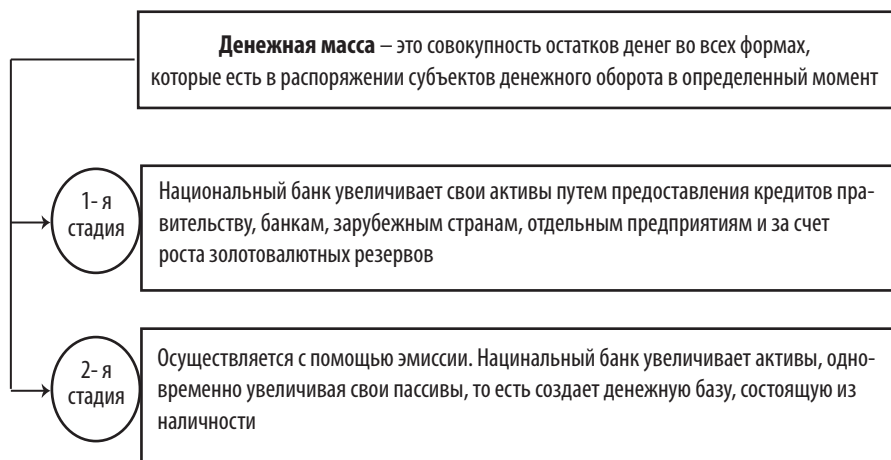 Денежная масса – это совокупность остатков денег во всех формах,
которые есть в распоряжении субъектов денежного оборота в определенный момент
1- я
стадия
Национальный банк увеличивает свои активы путем предоставления кредитов пра-
вительству, банкам, зарубежным странам, отдельным предприятиям и за счет
роста золотовалютных резервов
2- я
стадия
Осуществляется с помощью эмиссии. Нацинальный банк увеличивает активы, одно-
временно увеличивая свои пассивы, то есть создает денежную базу, состоящую из
наличности